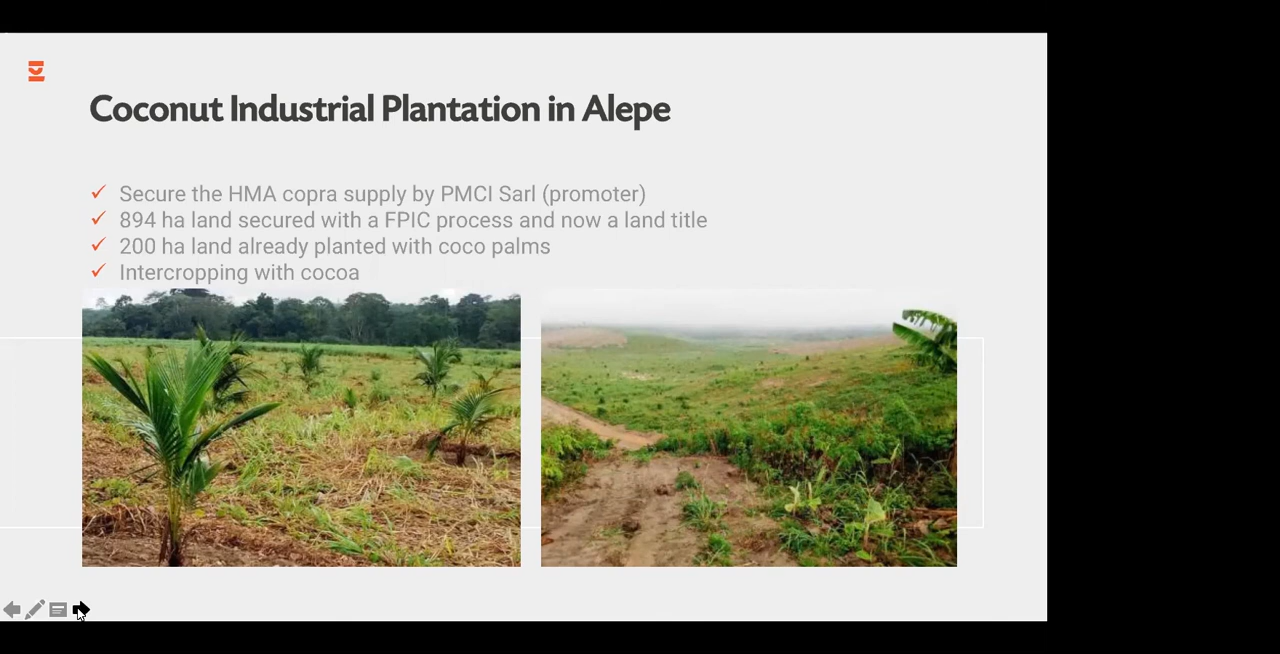 Coconut Industrial Plantation in Alepe
Secure the HMA copra supply by PMCI Sarl (promoter)
894 ha land secured with a FPIC process and now a land title
200 ha land already planted with coco palms
Intercropping with cocoa